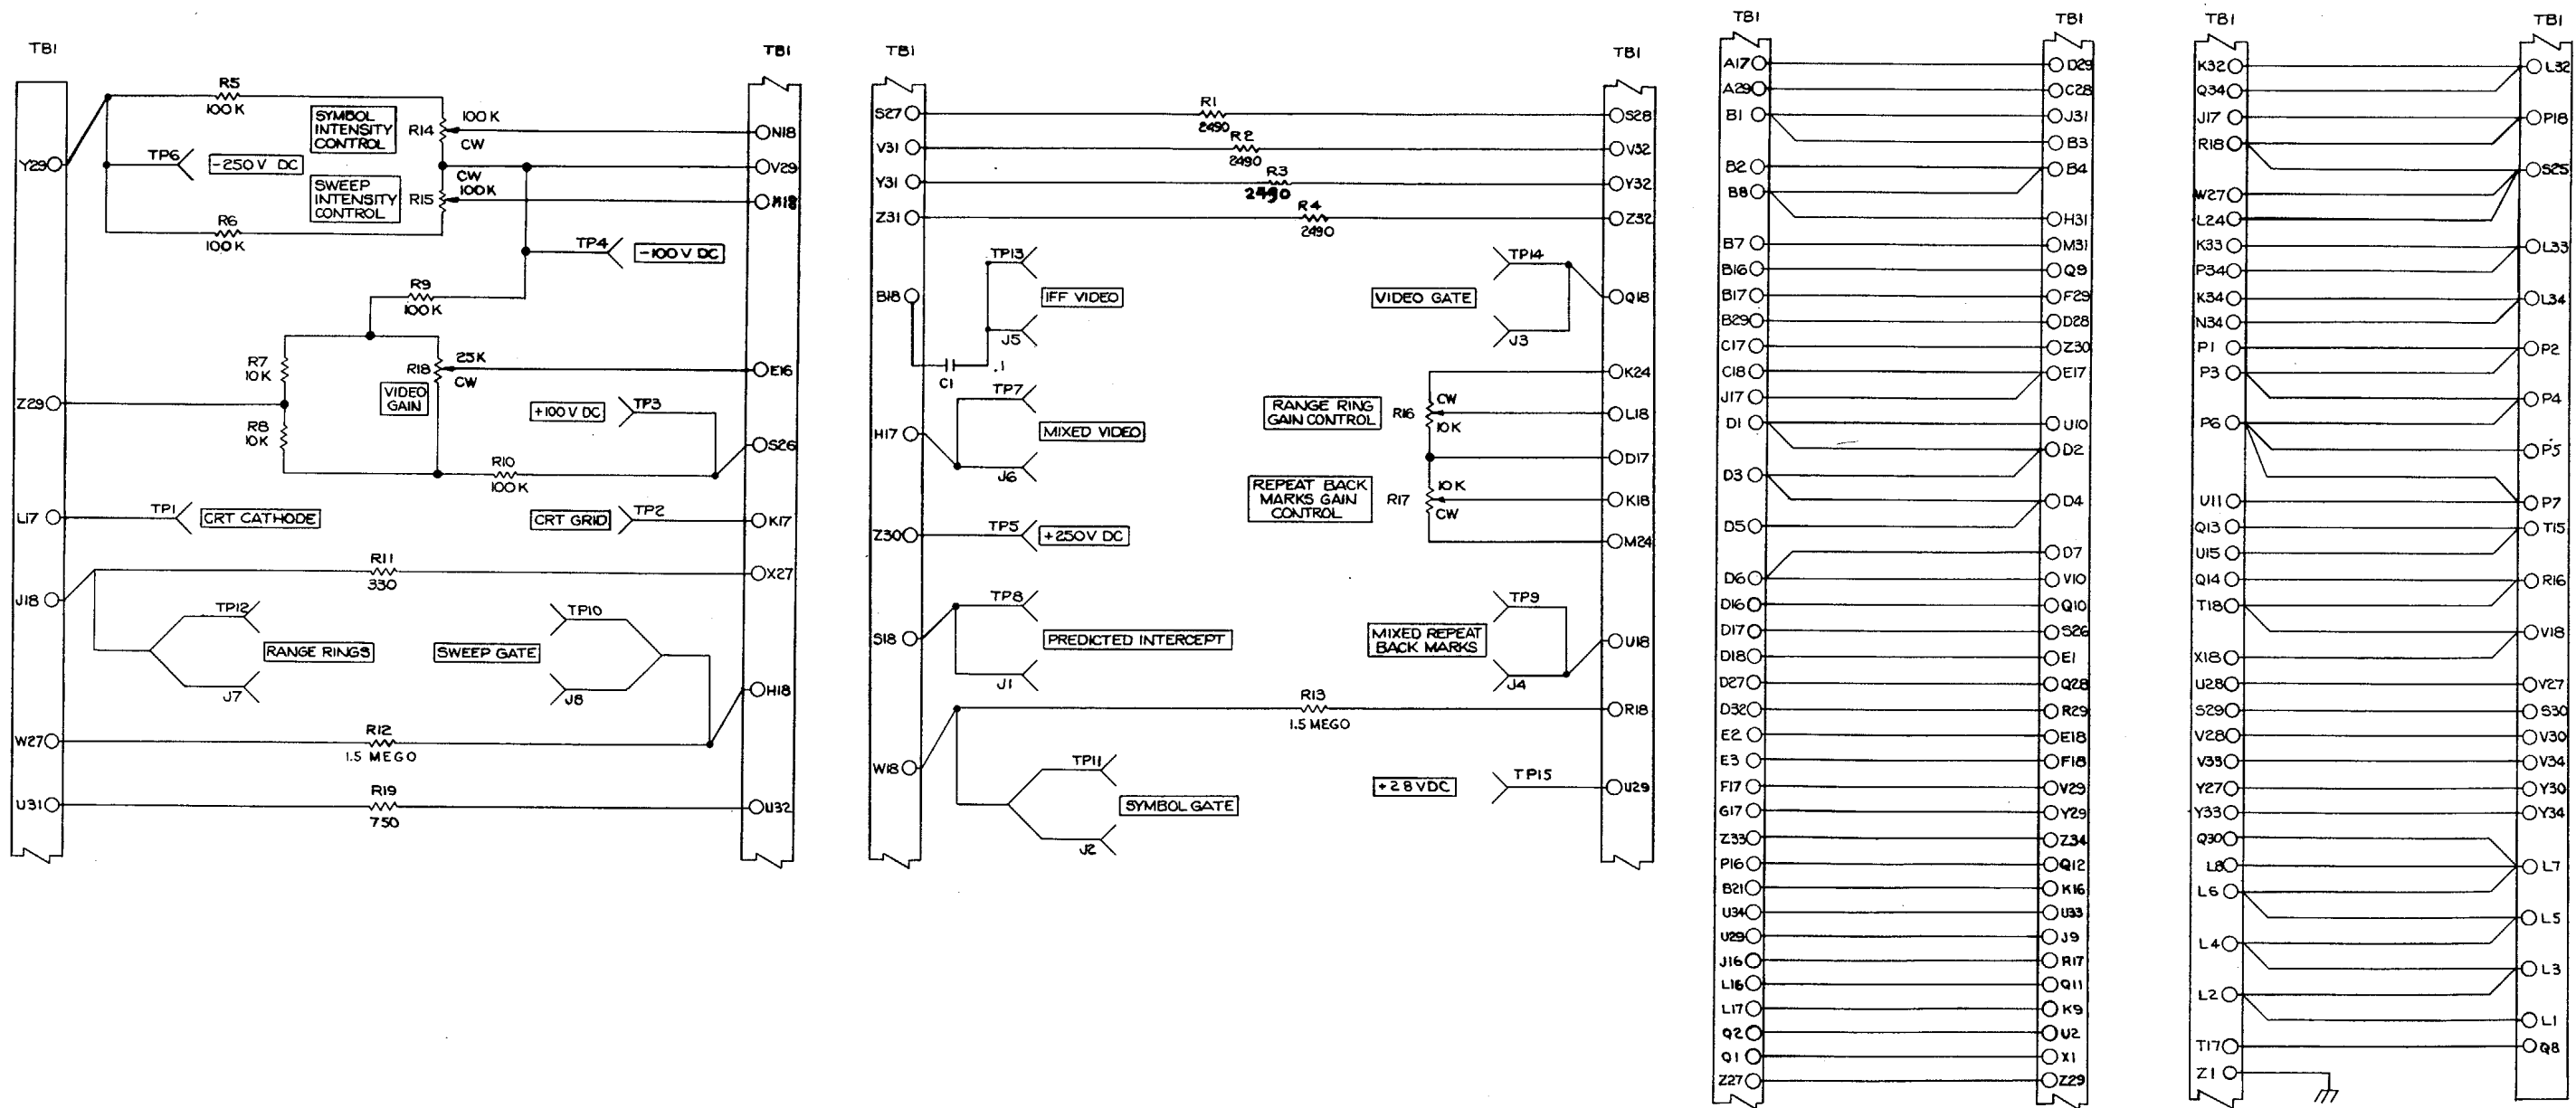 TB1
TB1
R5
100K
SYMBOL
INTENSITY
CONTROL
100K
R14
CW
N18
Y29
TP6
-250V DC
V29
CW
100K
SWEEP
INTENSITY
CONTROL
R15
R6
100K
TP4
-100V DC
R9
100K
R7
10K
25K
R18
CW
E16
VIDEO
GAIN
Z29
+100V DC
TP3
R8
10K
S26
R10
100K
L17
TP1
CRT CATHODE
CRT GRID
TP2
K17
R11
330
X27
J18
TP12
TP10
RANGE RINGS
SWEEP GATE
J7
J8
H18
W27
R12
1.5 MEGO
U31
R19
750
U32
TB1
TB1
S27
R1
2490
S28
V31
R2
2490
V32
Y31
R3
2490
Y32
Z31
R4
2490
Z32
TP13
TP14
B18
IFF VIDEO
VIDEO GATE
Q18
J5
J3
C1
.1
K24
TP7
CW
RANGE RING
GAIN CONTROL
R16
L18
10K
H17
MIXED VIDEO
D17
J6
REPEAT BACK
MARKS GAIN
CONTROL
10K
R17
K18
CW
Z30
TP5
+250V DC
M24
TP8
TP9
S18
PREDICTED INTERCEPT
MIXED REPEAT
BACK MARKS
U18
J1
J4
R13
1.5 MEGO
R18
W18
TP11
+28VDC
TP15
U29
SYMBOL GATE
J2
TB1
TB1
A17
D29
A29
C28
B1
J31
B3
B2
B4
B8
H31
B7
M31
B16
Q9
B17
F29
B29
D28
C17
Z30
C18
E17
J17
D1
U10
D2
D3
D4
D5
D7
D6
V10
D16
Q10
D17
S26
D18
E1
D27
Q28
D32
R29
E2
E18
E3
F18
F17
V29
G17
Y29
Z33
Z34
P16
Q12
B21
K16
U34
U33
U29
J9
J16
R17
L16
Q11
L17
K9
Q2
U2
Q1
X1
Z27
Z29
TB1
TB1
K32
L32
Q34
J17
P18
R18
S25
W27
L24
K33
L33
P34
K34
L34
N34
P1
P2
P3
P4
P6
P5
U11
P7
Q13
T15
U15
Q14
R16
T18
V18
X18
U28
V27
S29
S30
V28
V30
V33
V34
Y27
Y30
Y33
Y34
Q30
L8
L7
L6
L5
L4
L3
L2
L1
T17
Q8
Z1